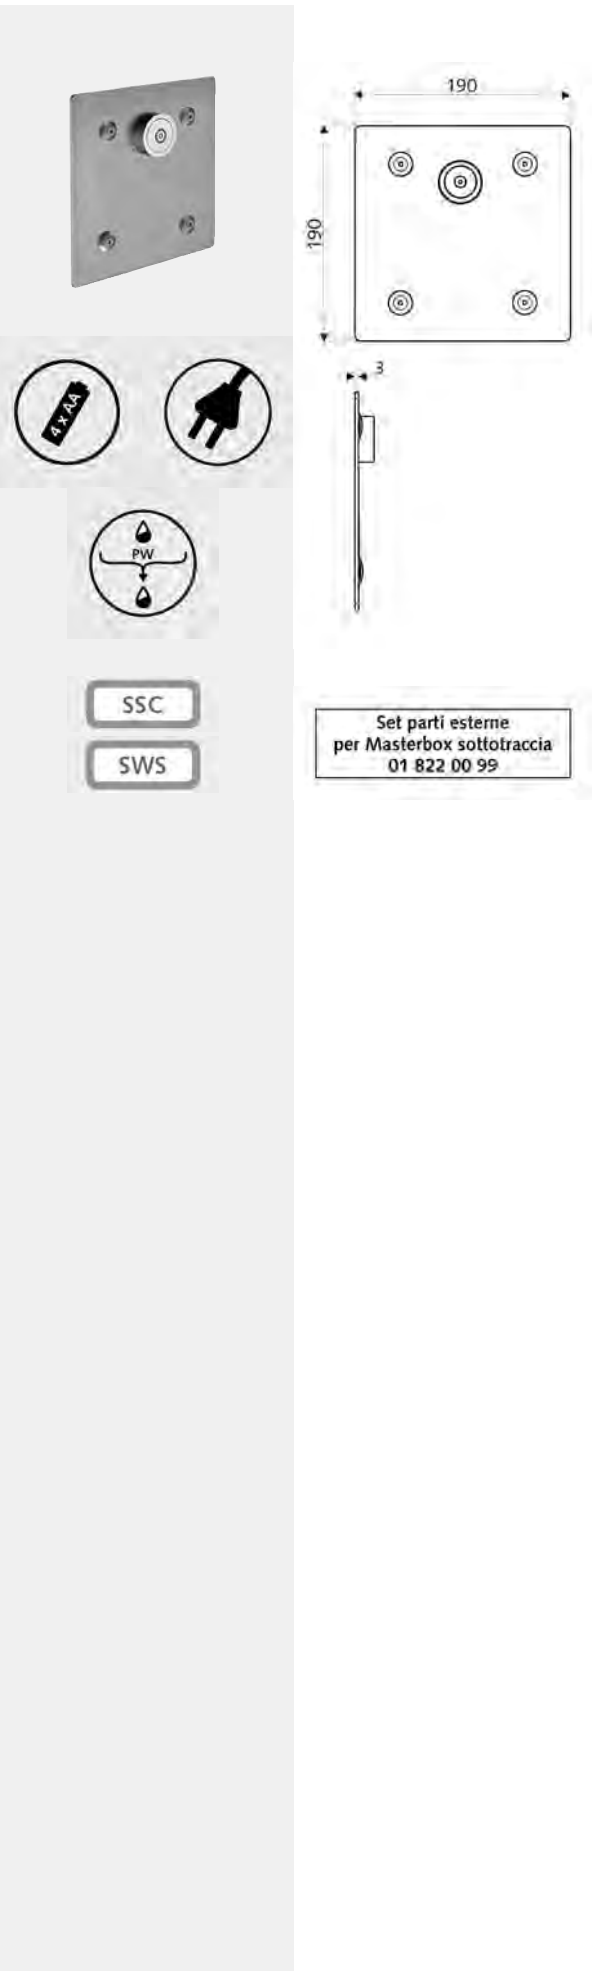 190
190
3
4 x AA
PW
SSC
SWS
Set parti esterne
per Masterbox sottotraccia
01 822 00 99